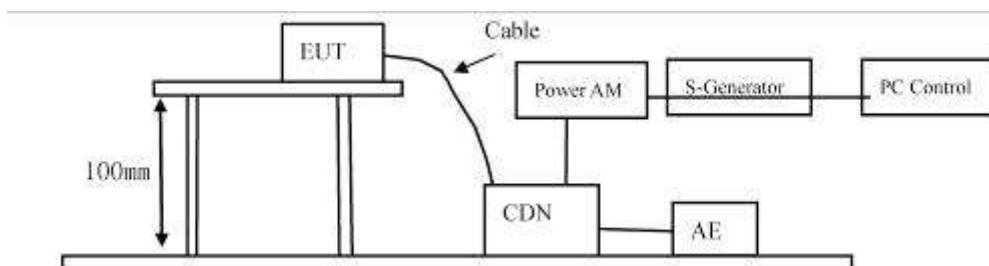 Cable
EUT
Power AM
S-Generator
PC Control
100mm
CDN
AE